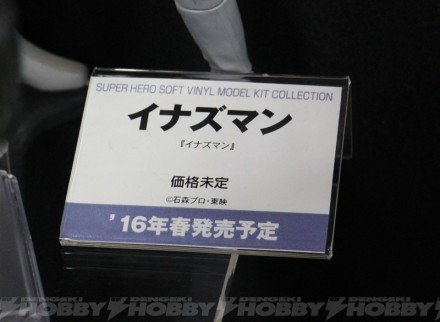 SUPER HERO SOFT VINYL MODEL KIT COLLECTION
イナズマン
『イナズマン』
価格未定
©石森プロ・東映
'16年春発売予定
DENGEKI HOBBY DENGEKI HOBBY DENGEKI HOBBY DENGEKI HOBBY